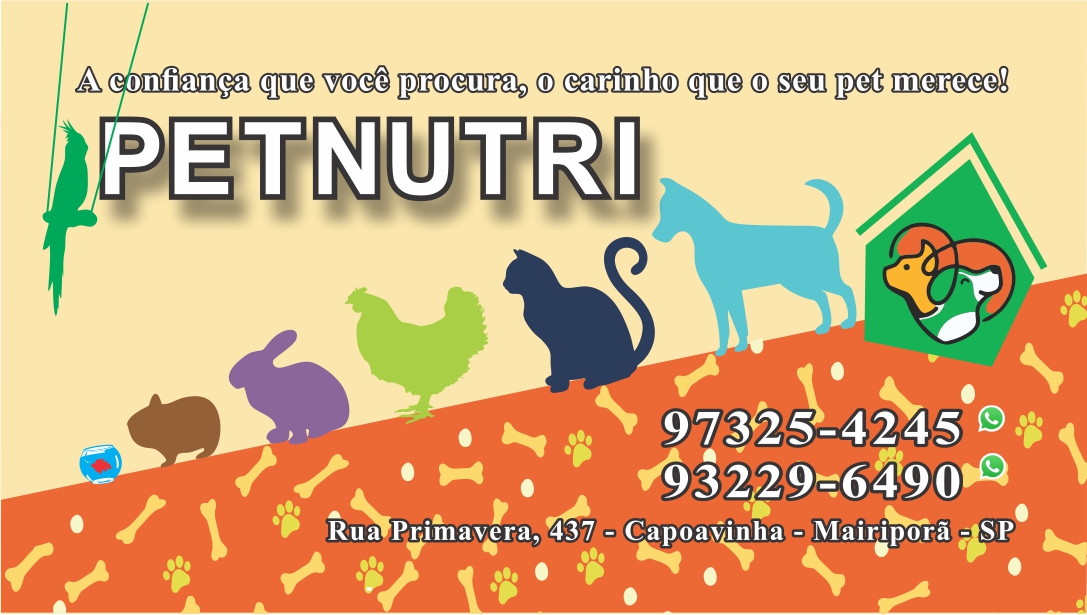 A confiança que você procura, o carinho que o seu pet merece!
PETNUTRI
97325-4245
93229-6490
Rua Primavera, 437 - Capoavinha - Mairiporã - SP